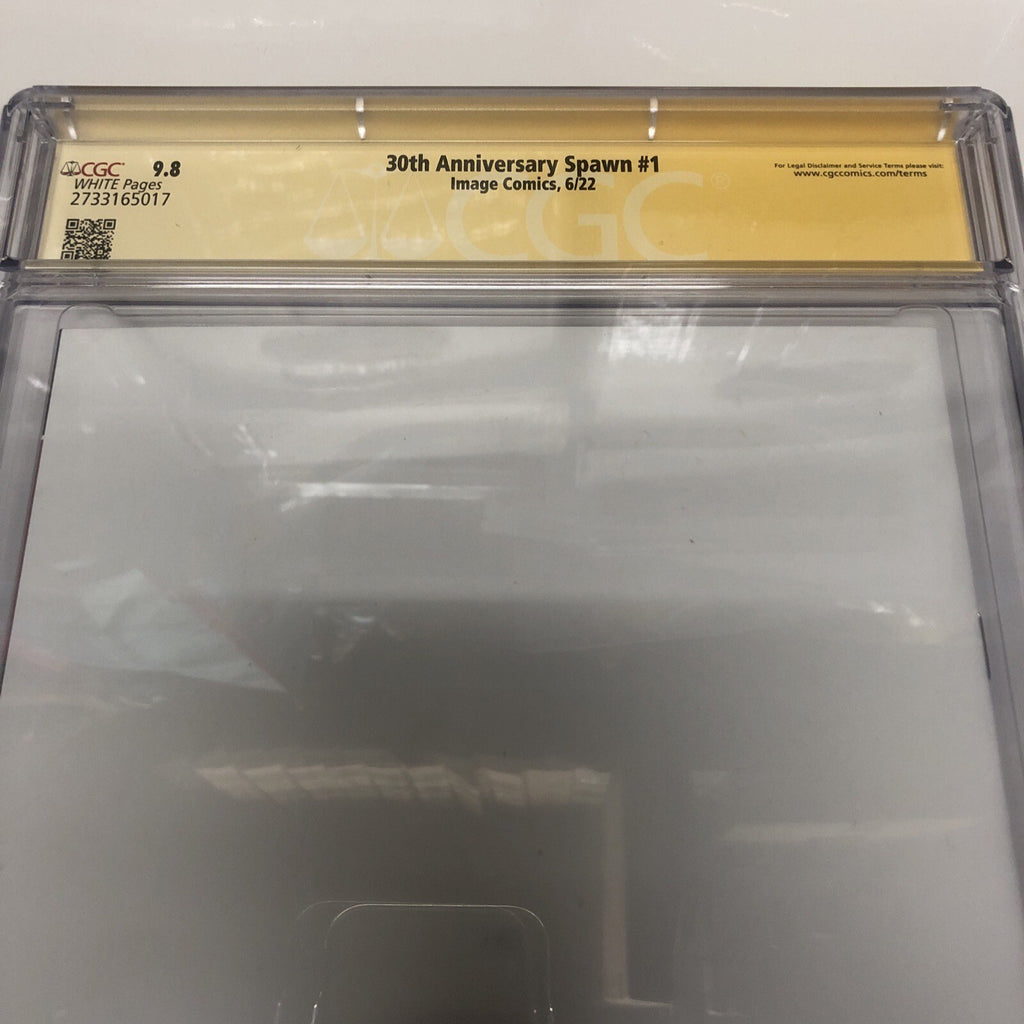 CGC 9.8
WHITE Pages
2733165017
30th Anniversary Spawn #1
Image Comics, 6/22
For Legal Disclaimer and Service Terms please visit:
www.cgccomics.com/terms
CGC®